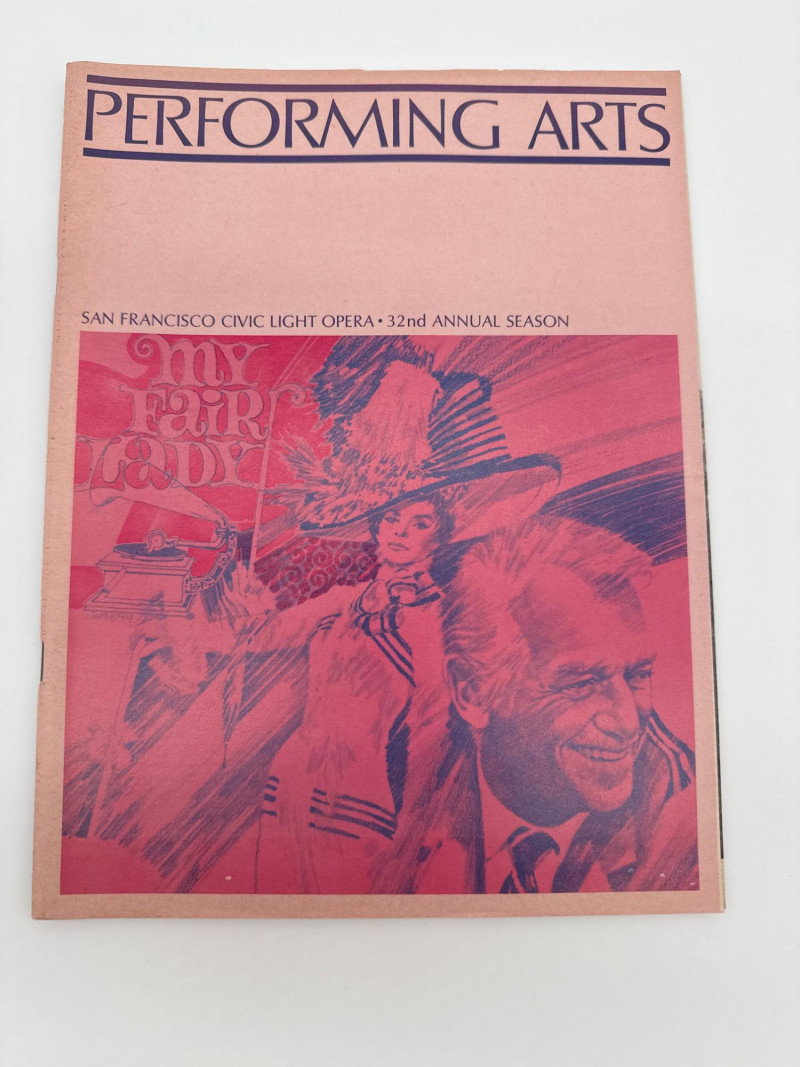 PERFORMING ARTS
SAN FRANCISCO CIVIC LIGHT OPERA • 32nd ANNUAL SEASON
MY
FaiR
LaDY